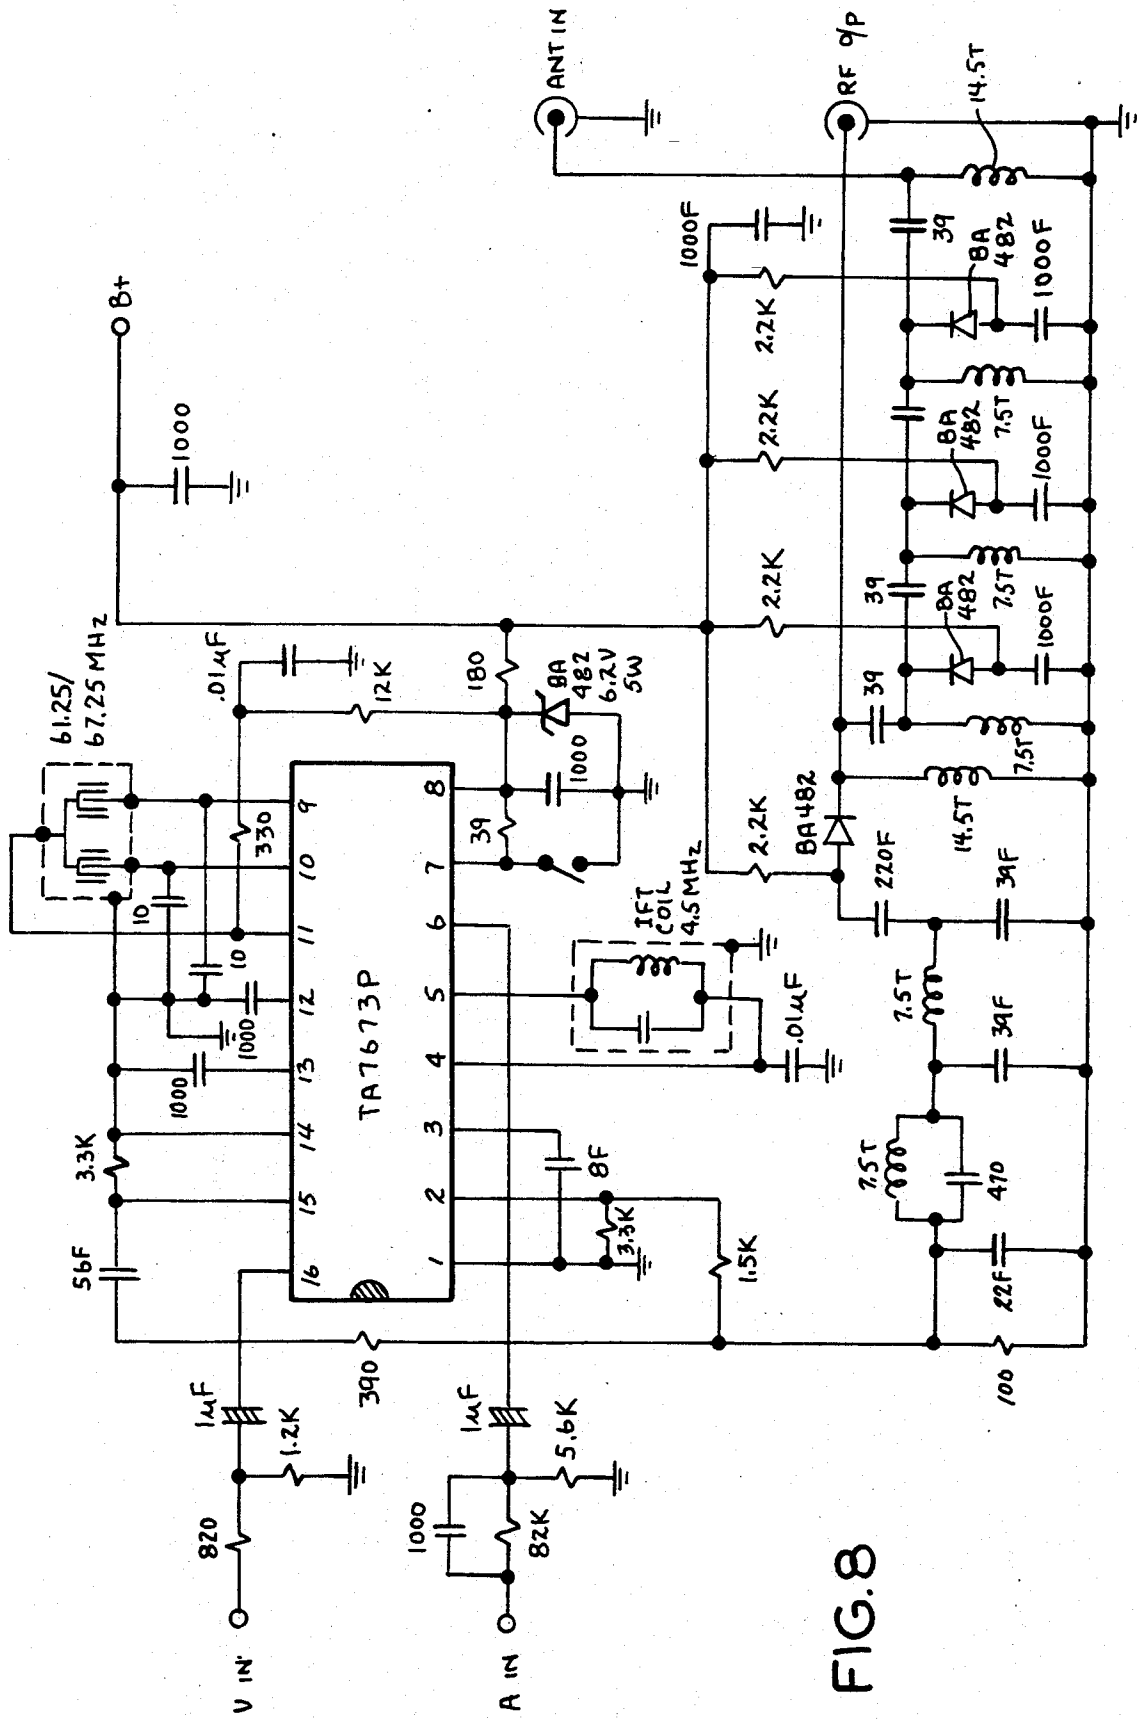 61.25/
67.25 MHz
B+
1000
.01µF
12K
330
10
10
1000
1000
3.3K
56F
16
15
14
13
12
11
10
9
TA7673P
1
2
3
4
5
6
7
8
1µF
1.2K
820
V IN
390
1µF
5.6K
1000
82K
A IN
180
BA
482
6.2V
5W
1000
39
IFT
COIL
4.5MHz
.01µF
8F
3.3K
1.5K
ANT IN
RF O/P
14.5T
1000F
39
BA
482
1000F
2.2K
2.2K
BA
482
7.5T
1000F
2.2K
39
BA
482
7.5T
1000F
39
7.5T
14.5T
BA482
2.2K
220F
39F
7.5T
39F
7.5T
470
22F
100
FIG.8